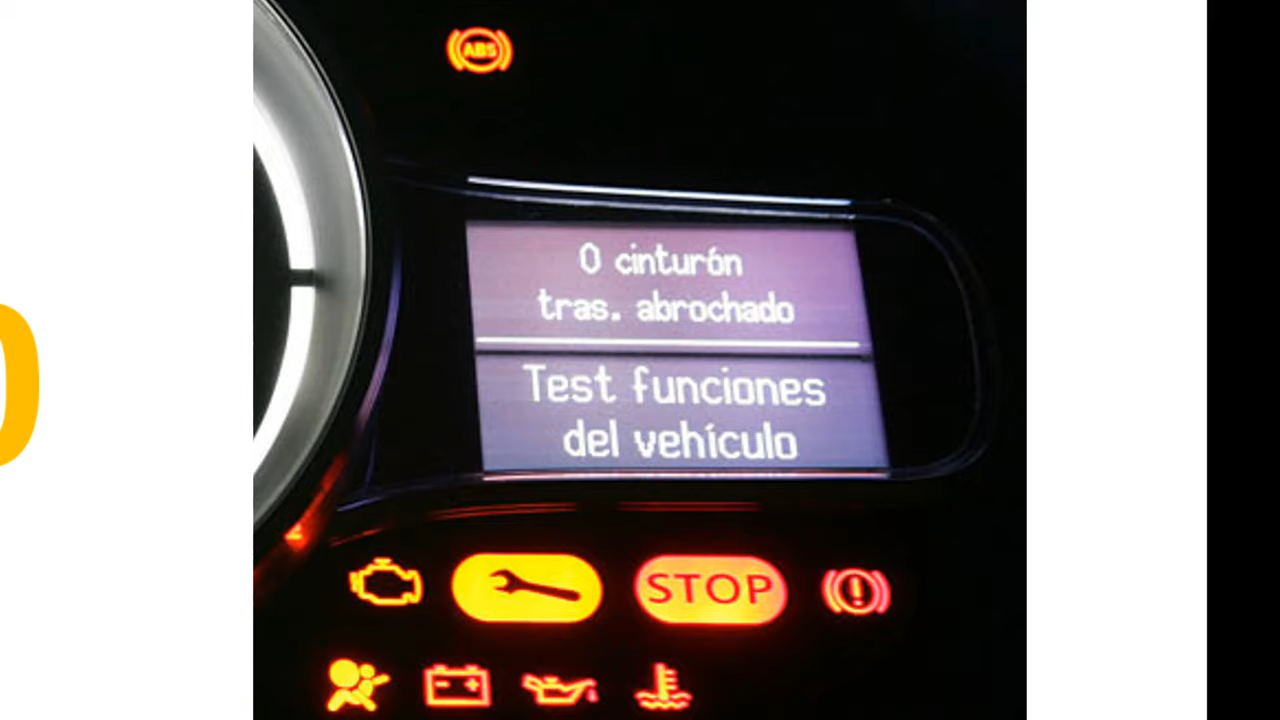 ABS
0 cinturón
tras. abrochado
Test funciones
del vehículo
STOP